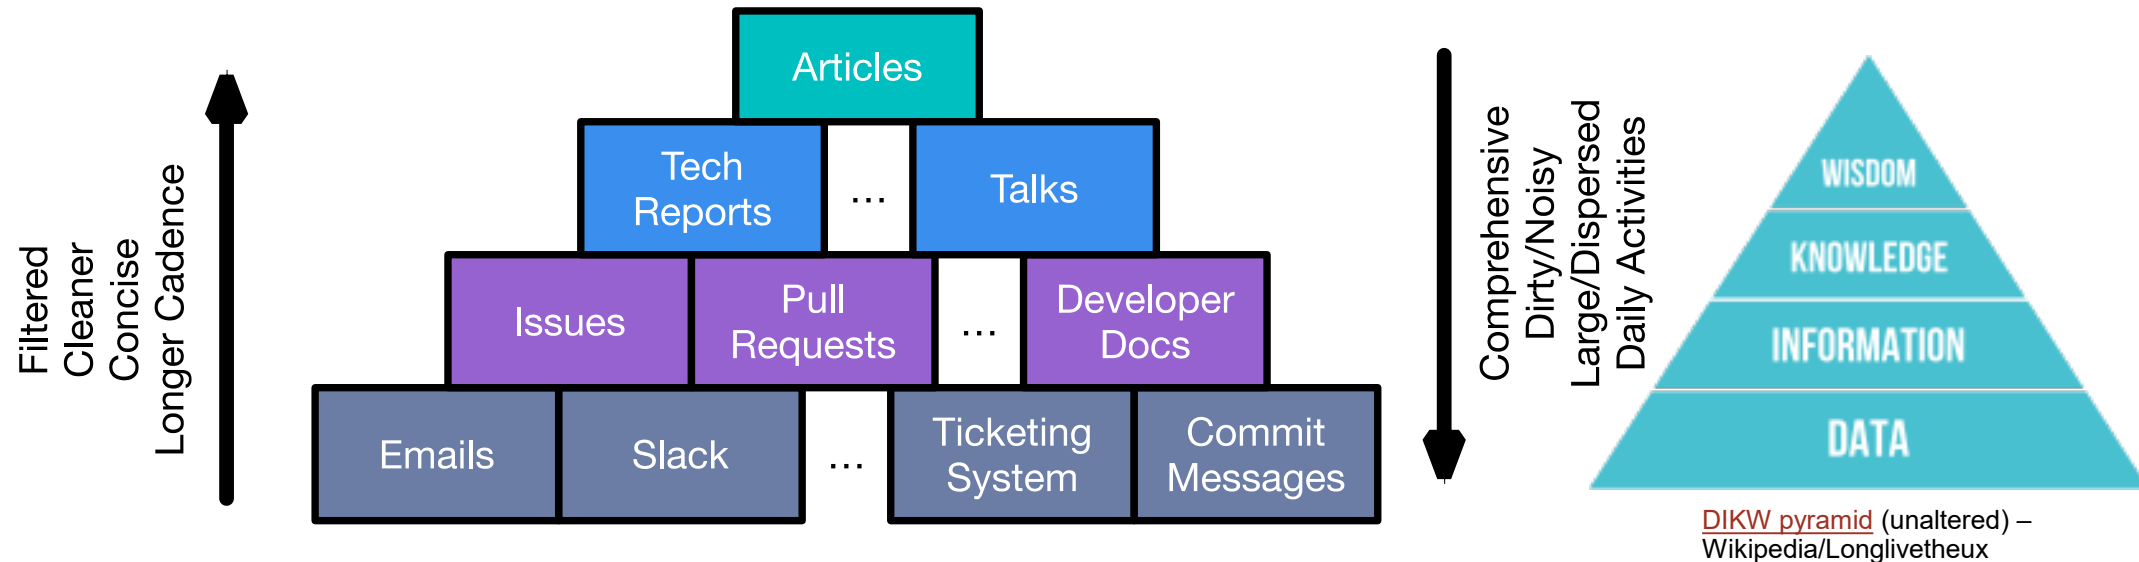 Filtered
Cleaner
Concise
Longer Cadence
Articles
Tech
Reports
...
Talks
Issues
Pull
Requests
...
Developer
Docs
Emails
Slack
...
Ticketing
System
Commit
Messages
Comprehensive
Dirty/Noisy
Large/Dispersed
Daily Activities
WISDOM
KNOWLEDGE
INFORMATION
DATA
DIKW pyramid (unaltered) –
Wikipedia/Longlivetheux